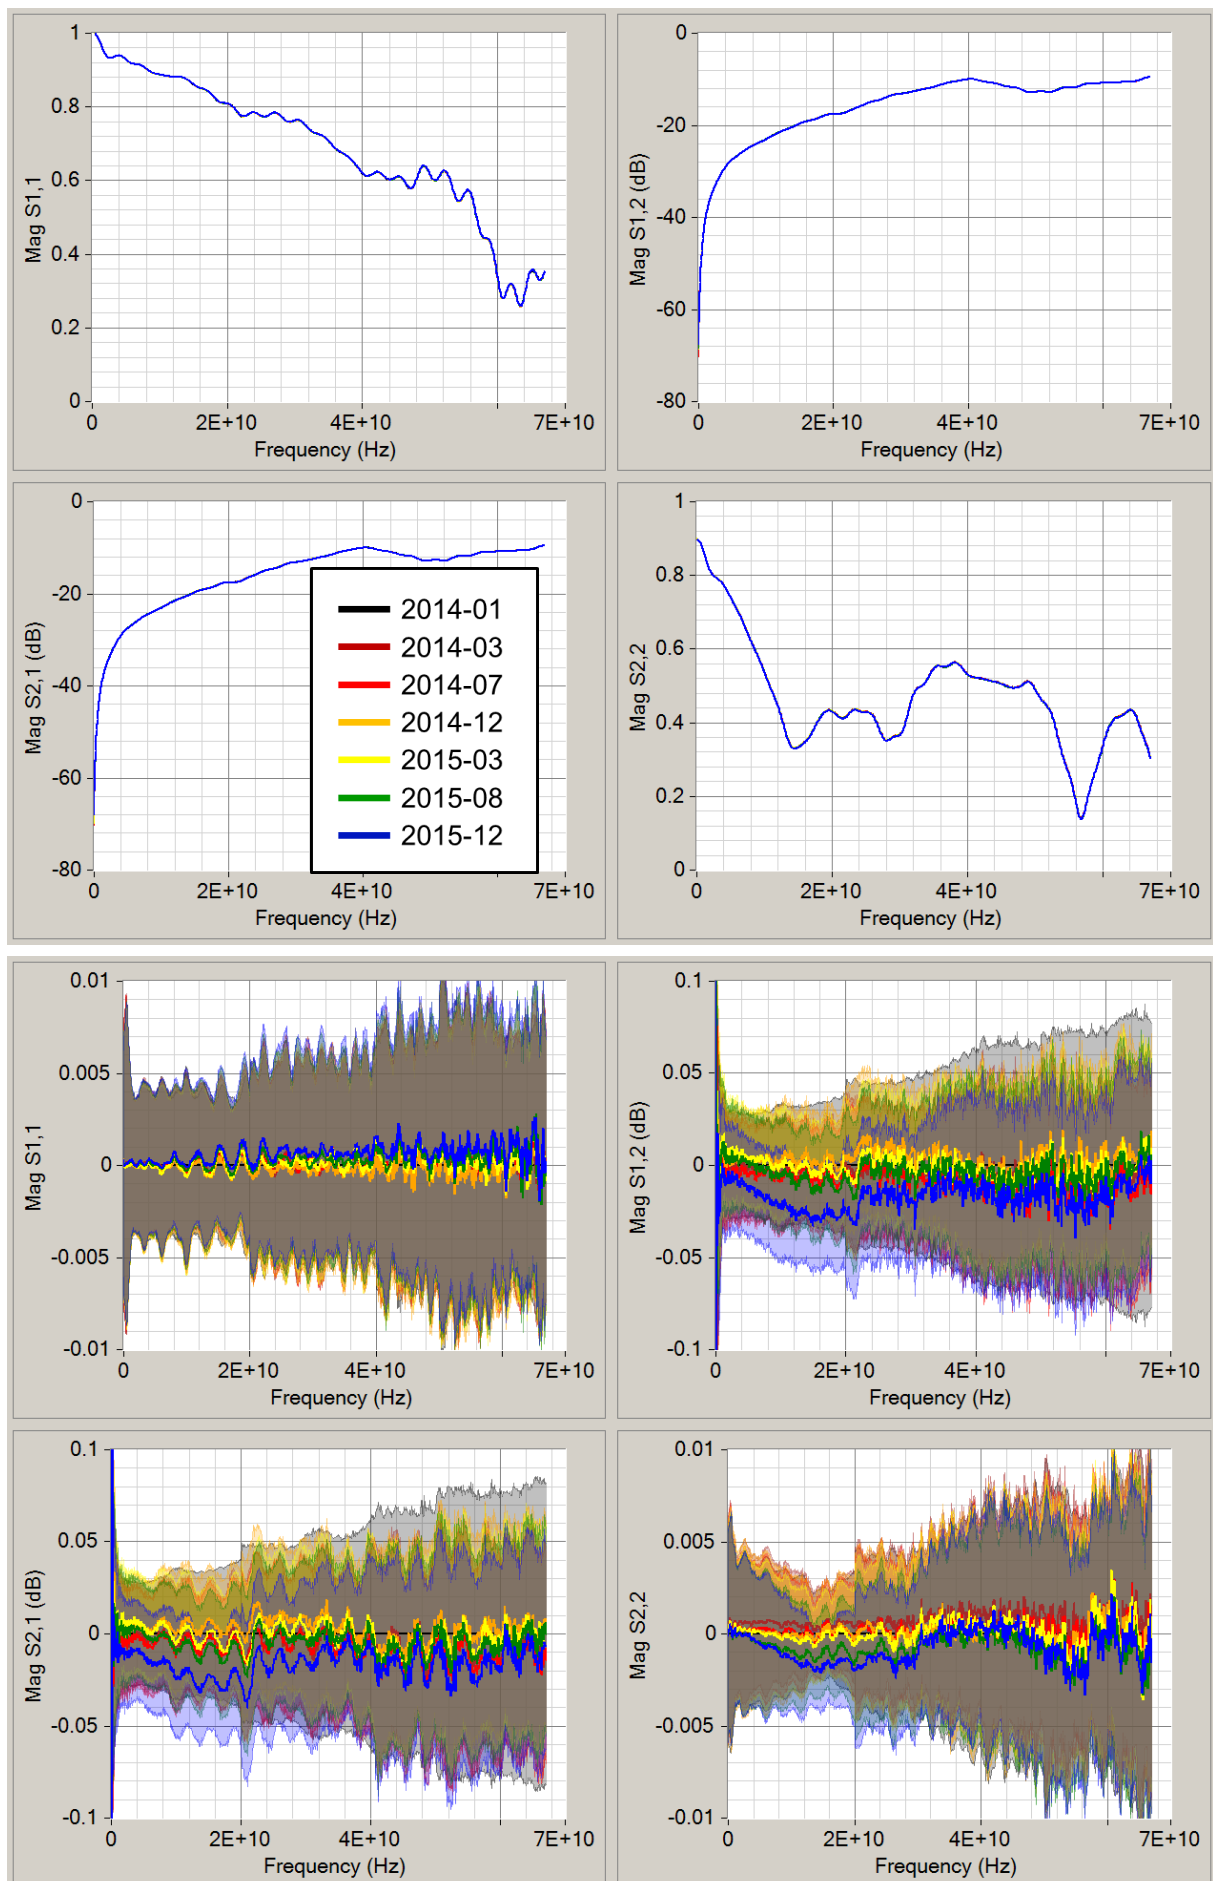 1
0.8
0.6
0.4
0.2
0
Mag S1,1
0 2E+10 4E+10 7E+10
Frequency (Hz)
0
-20
-40
-60
-80
Mag S1,2 (dB)
0 2E+10 4E+10 7E+10
Frequency (Hz)
0
-20
-40
-60
-80
Mag S2,1 (dB)
0 2E+10 4E+10 7E+10
Frequency (Hz)
2014-01
2014-03
2014-07
2014-12
2015-03
2015-08
2015-12
1
0.8
0.6
0.4
0.2
0
Mag S2,2
0 2E+10 4E+10 7E+10
Frequency (Hz)
0.01
0.005
0
-0.005
-0.01
Mag S1,1
0 2E+10 4E+10 7E+10
Frequency (Hz)
0.1
0.05
0
-0.05
-0.1
Mag S1,2 (dB)
0 2E+10 4E+10 7E+10
Frequency (Hz)
0.1
0.05
0
-0.05
-0.1
Mag S2,1 (dB)
0 2E+10 4E+10 7E+10
Frequency (Hz)
0.01
0.005
0
-0.005
-0.01
Mag S2,2
0 2E+10 4E+10 7E+10
Frequency (Hz)